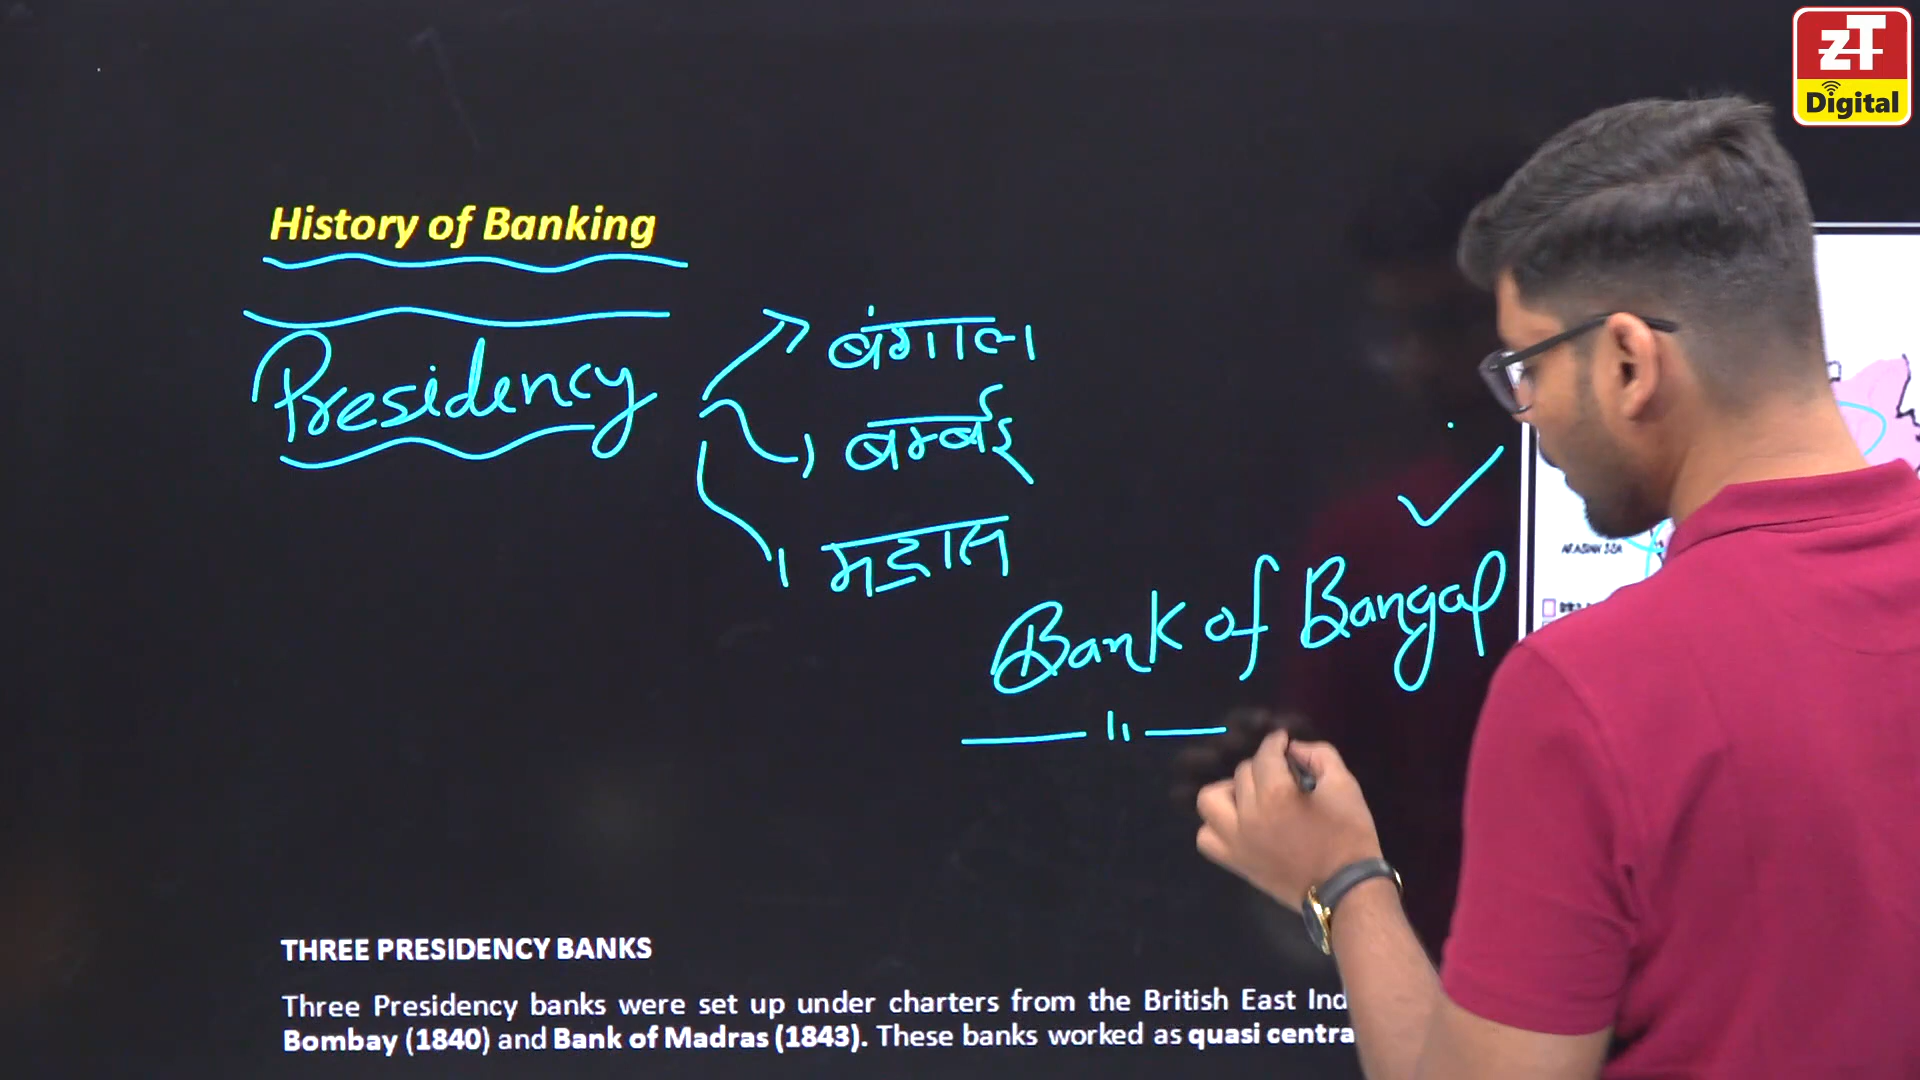 ZT
Digital
History of Banking
Presidency
बंगाल
बम्बई
मद्रास
Bank of Bangal
—— " ——
ARABIAN SEA
THREE PRESIDENCY BANKS
Three Presidency banks were set up under charters from the British East Ind
Bombay (1840) and Bank of Madras (1843). These banks worked as quasi centra